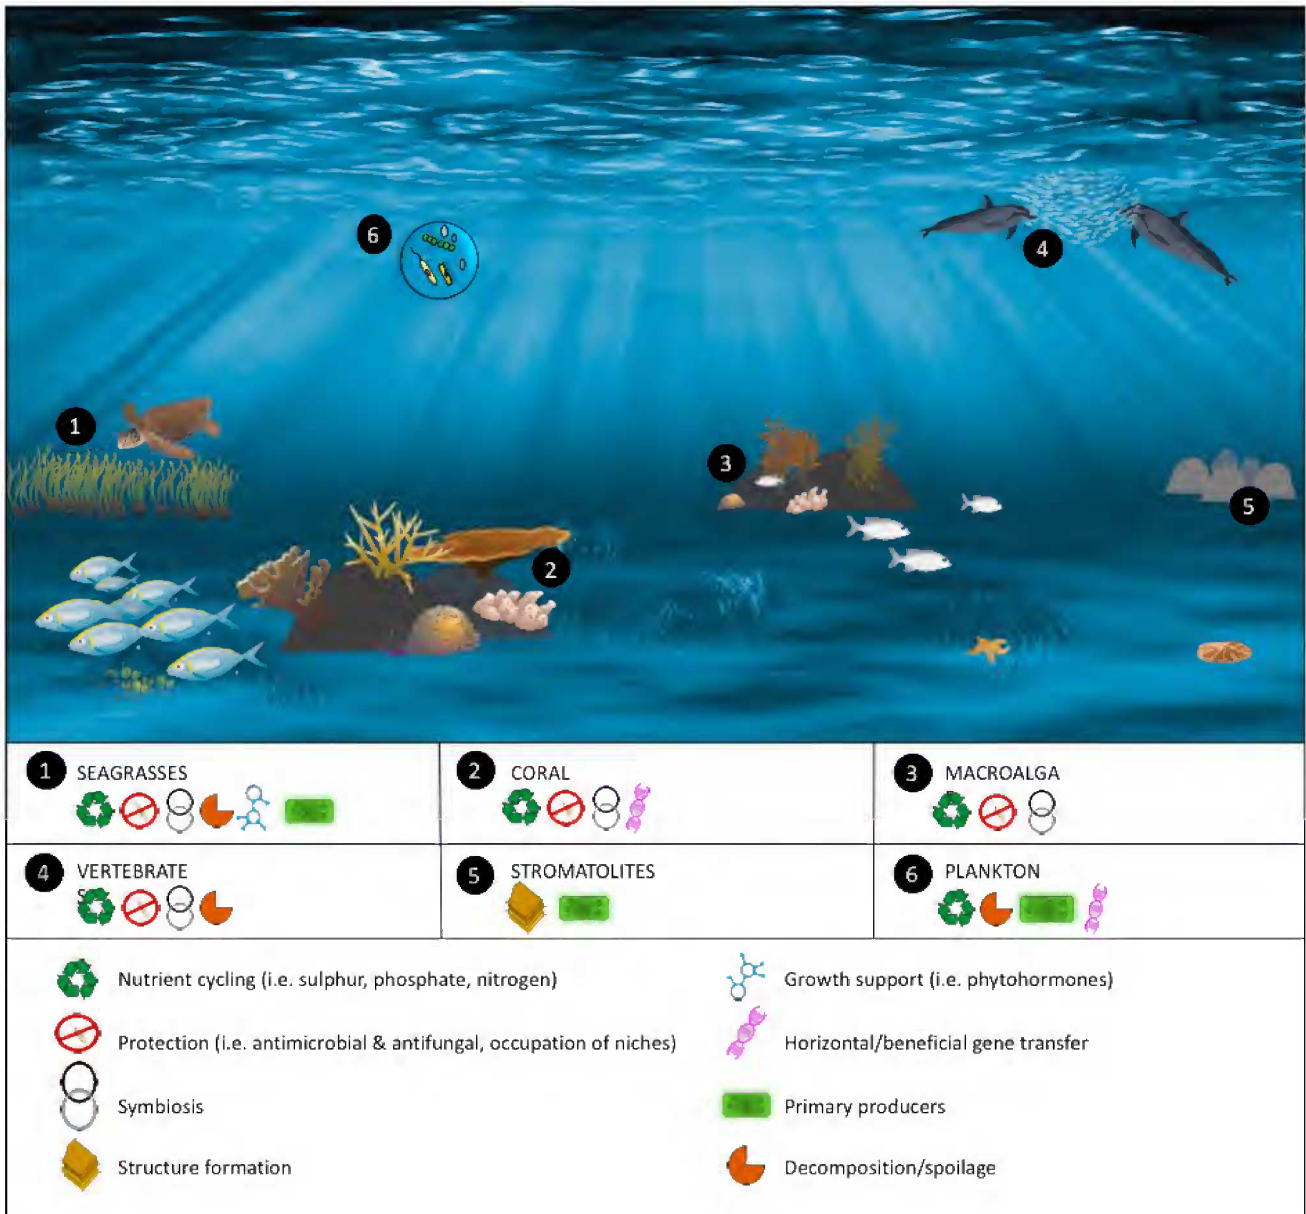 6
4
1
3
5
2
1 SEAGRASSES
2 CORAL
3 MACROALGA
4 VERTEBRATE
S
5 STROMATOLITES
6 PLANKTON
Nutrient cycling (i.e. sulphur, phosphate, nitrogen)
Growth support (i.e. phytohormones)
Protection (i.e. antimicrobial & antifungal, occupation of niches)
Horizontal/beneficial gene transfer
Symbiosis
Primary producers
Structure formation
Decomposition/spoilage